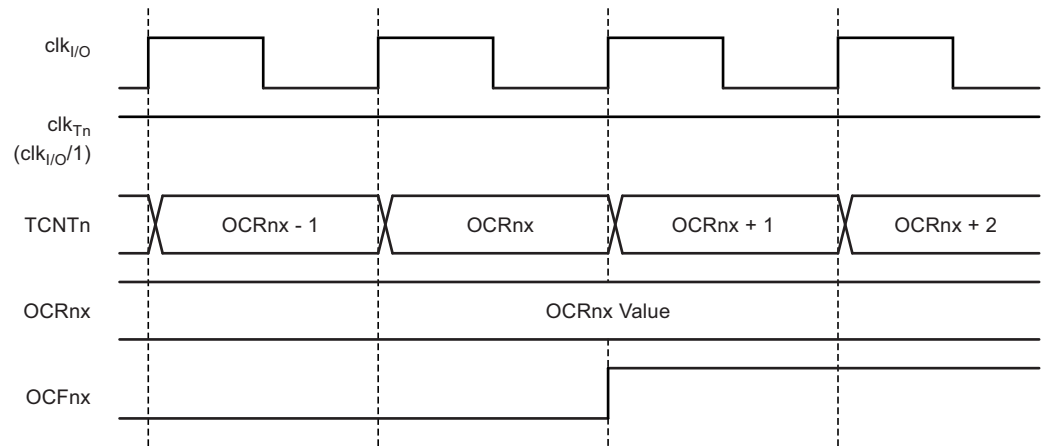 clkI/O
clkTn
(clkI/O/1)
TCNTn
OCRnx - 1
OCRnx
OCRnx + 1
OCRnx + 2
OCRnx
OCRnx Value
OCFnx